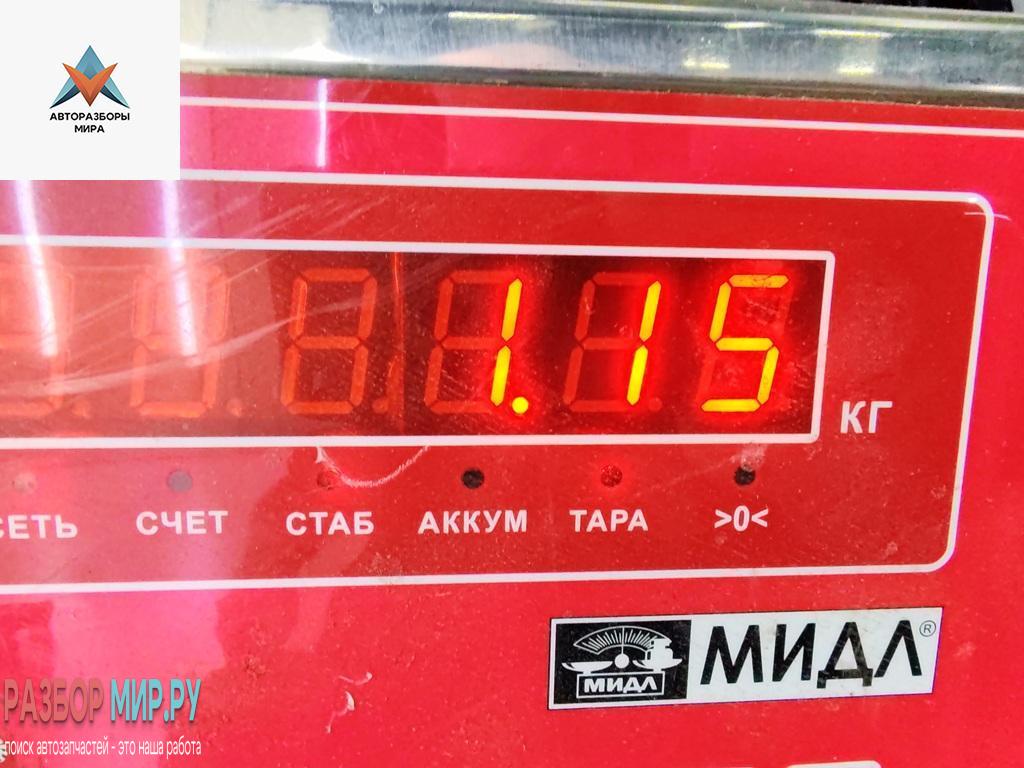 АВТОРАЗБОРЫ
МИРА
1.15
КГ
СЕТЬ СЧЕТ СТАБ АККУМ ТАРА >0<
МИДЛ МИДЛ®
РАЗБОР МИР.РУ
поиск автозапчастей - это наша работа